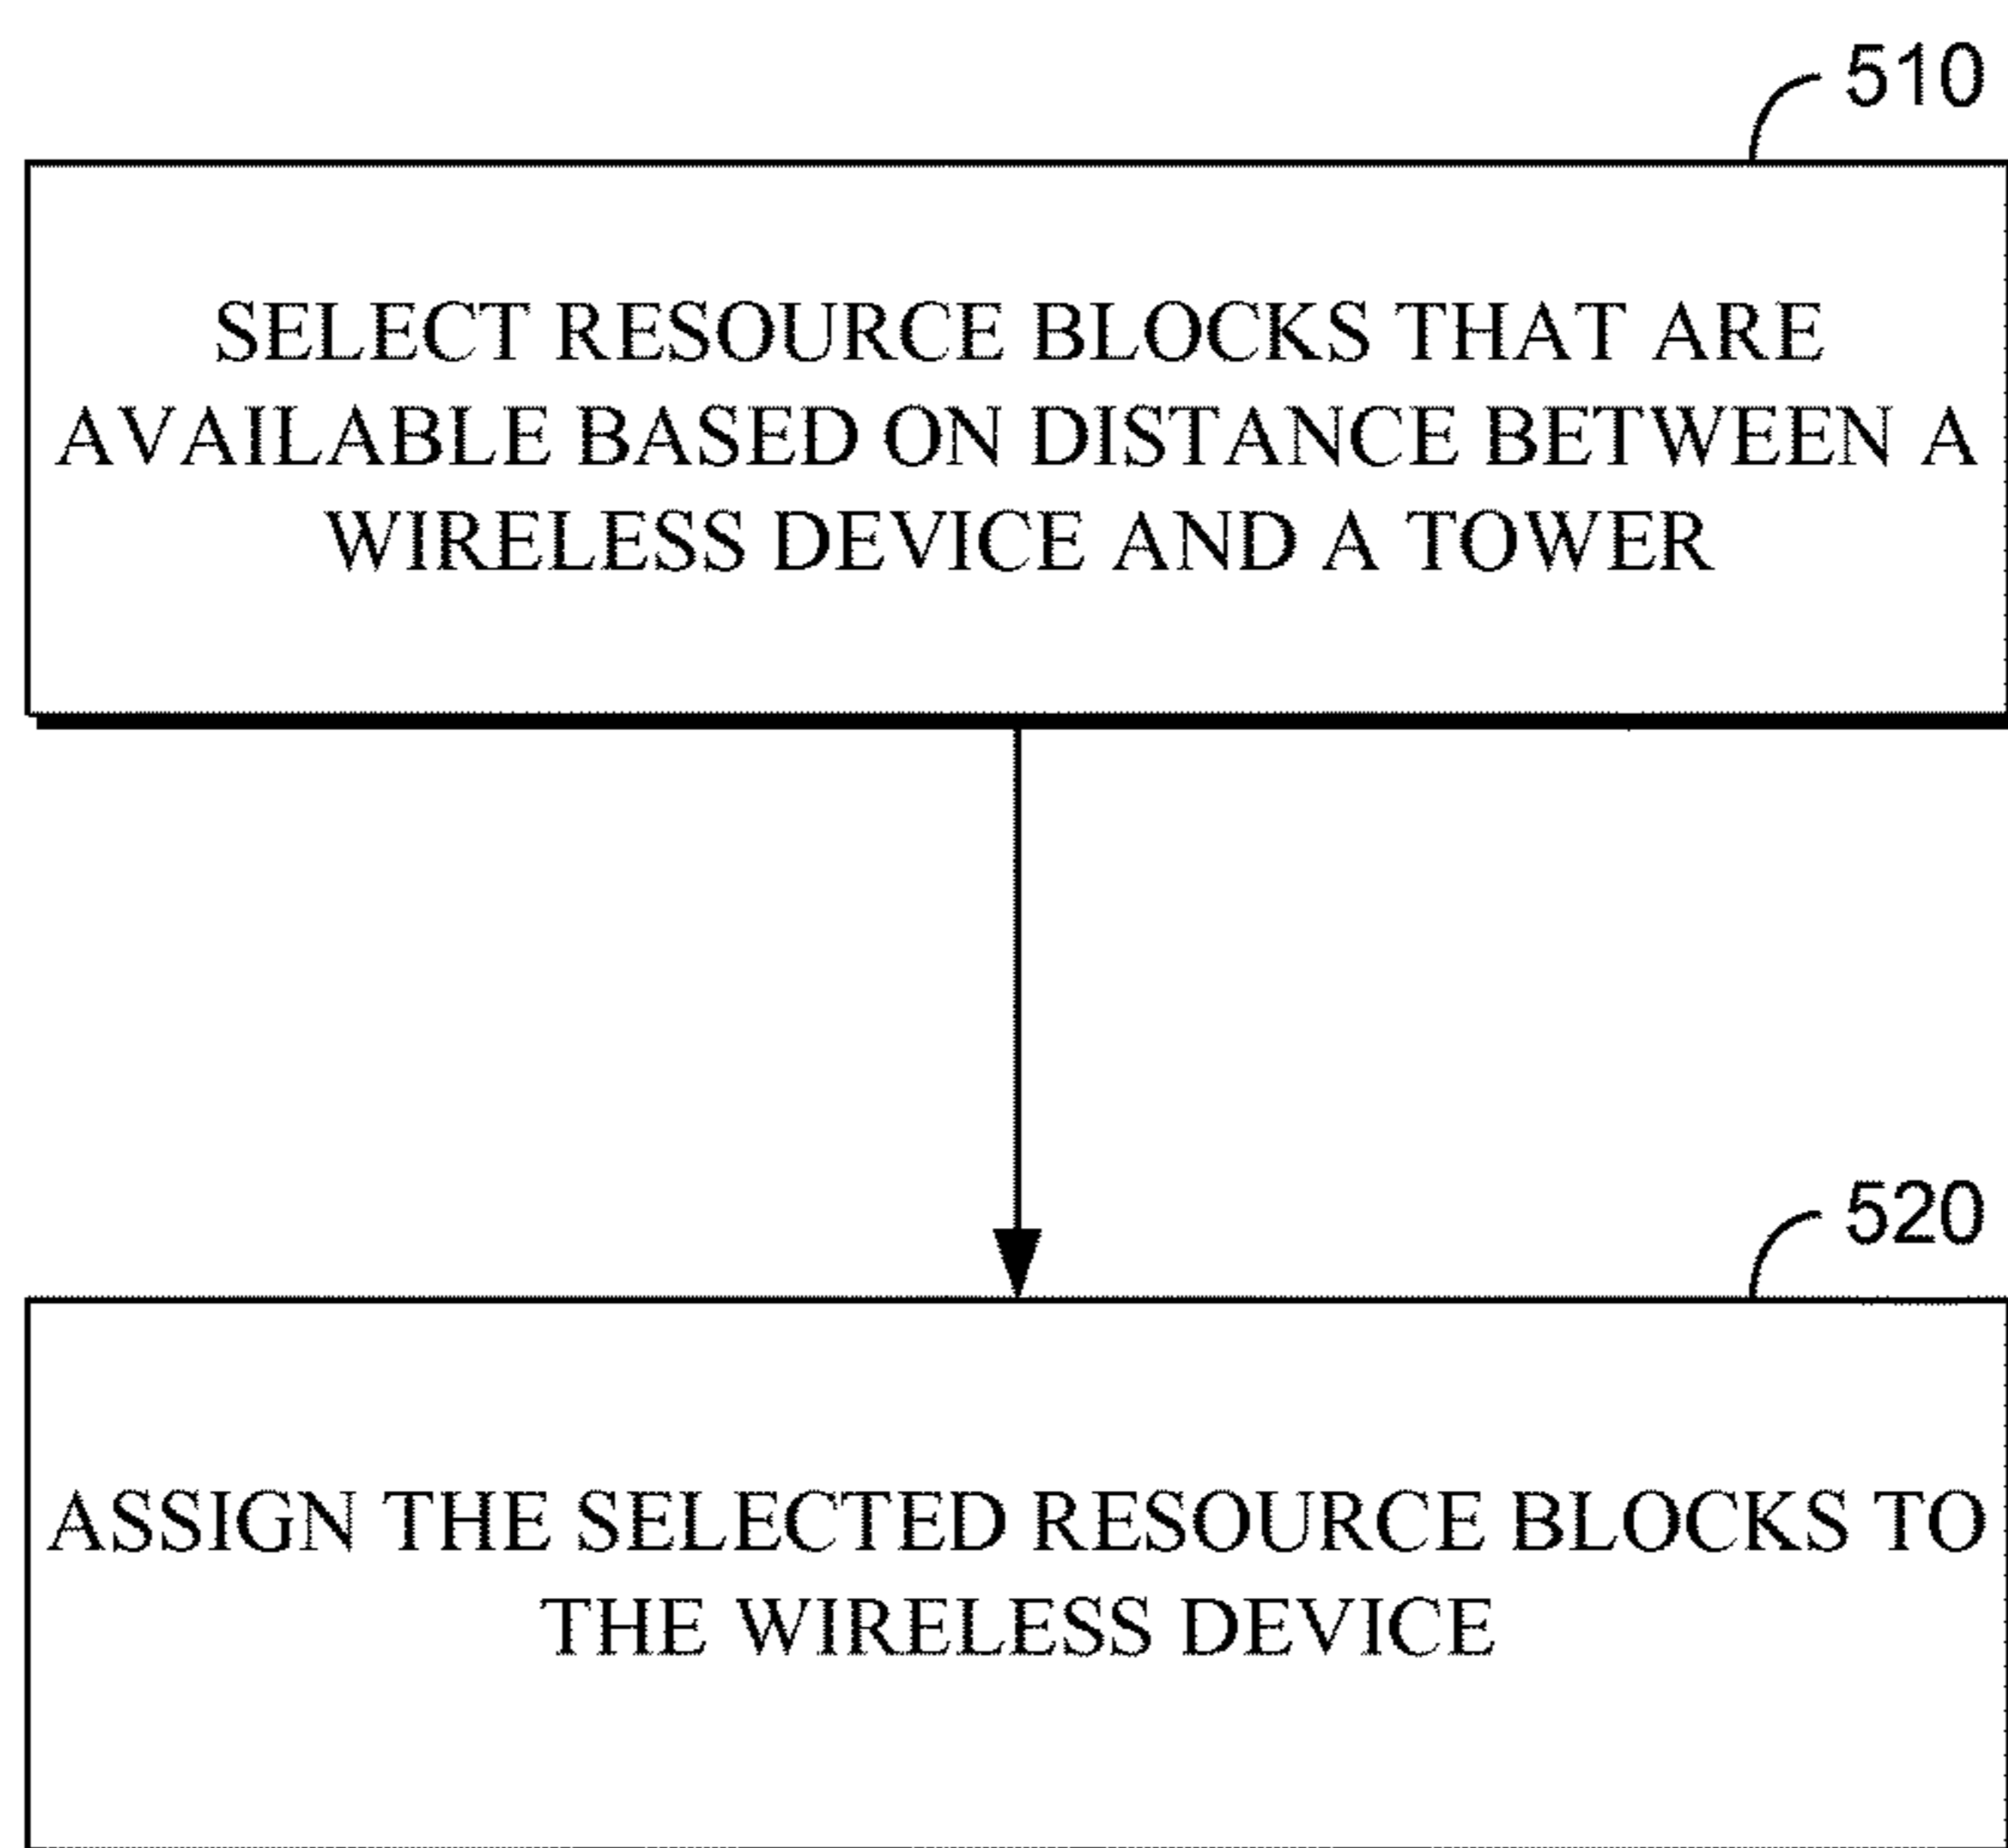 510
SELECT RESOURCE BLOCKS THAT ARE
AVAILABLE BASED ON DISTANCE BETWEEN A
WIRELESS DEVICE AND A TOWER
520
ASSIGN THE SELECTED RESOURCE BLOCKS TO
THE WIRELESS DEVICE